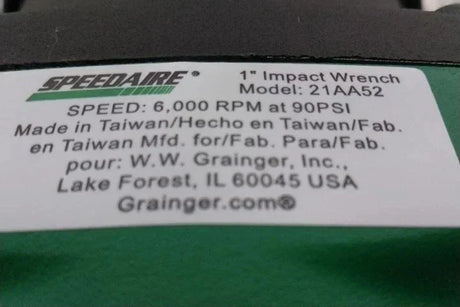 SPEEDAIRE®
1" Impact Wrench
Model: 21AA52
SPEED: 6,000 RPM at 90PSI
Made in Taiwan/Hecho en Taiwan/Fab.
en Taiwan Mfd. for/Fab. Para/Fab.
pour: W.W. Grainger, Inc.,
Lake Forest, IL 60045 USA
Grainger.com®